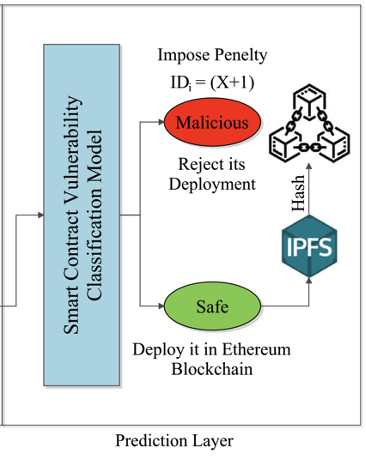 Smart Contract Vulnerability
Classification Model
Impose Penelty
IDi = (X+1)
Malicious
Reject its
Deployment
Hash
IPFS
Safe
Deploy it in Ethereum
Blockchain
Prediction Layer